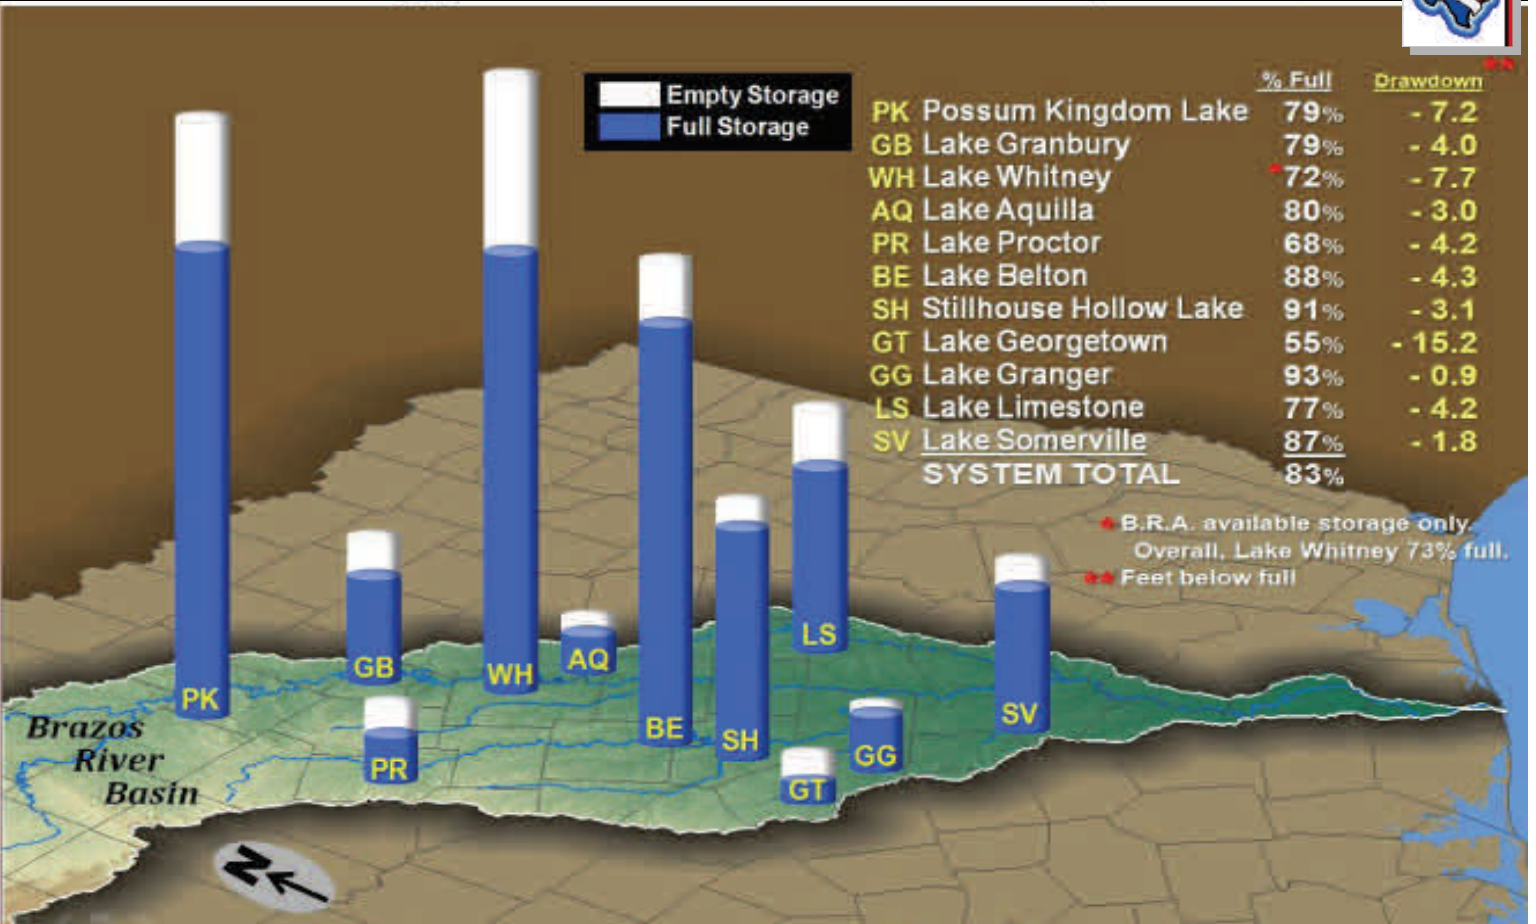 Empty Storage
Full Storage
% Full Drawdown **
PK Possum Kingdom Lake 79% - 7.2
GB Lake Granbury 79% - 4.0
WH Lake Whitney *72% - 7.7
AQ Lake Aquilla 80% - 3.0
PR Lake Proctor 68% - 4.2
BE Lake Belton 88% - 4.3
SH Stillhouse Hollow Lake 91% - 3.1
GT Lake Georgetown 55% - 15.2
GG Lake Granger 93% - 0.9
LS Lake Limestone 77% - 4.2
SV Lake Somerville 87% - 1.8
SYSTEM TOTAL 83%
* B.R.A. available storage only.
Overall, Lake Whitney 73% full.
** Feet below full
PK
GB
WH
AQ
LS
PR
BE
SH
GT
GG
SV
Brazos
River
Basin
N